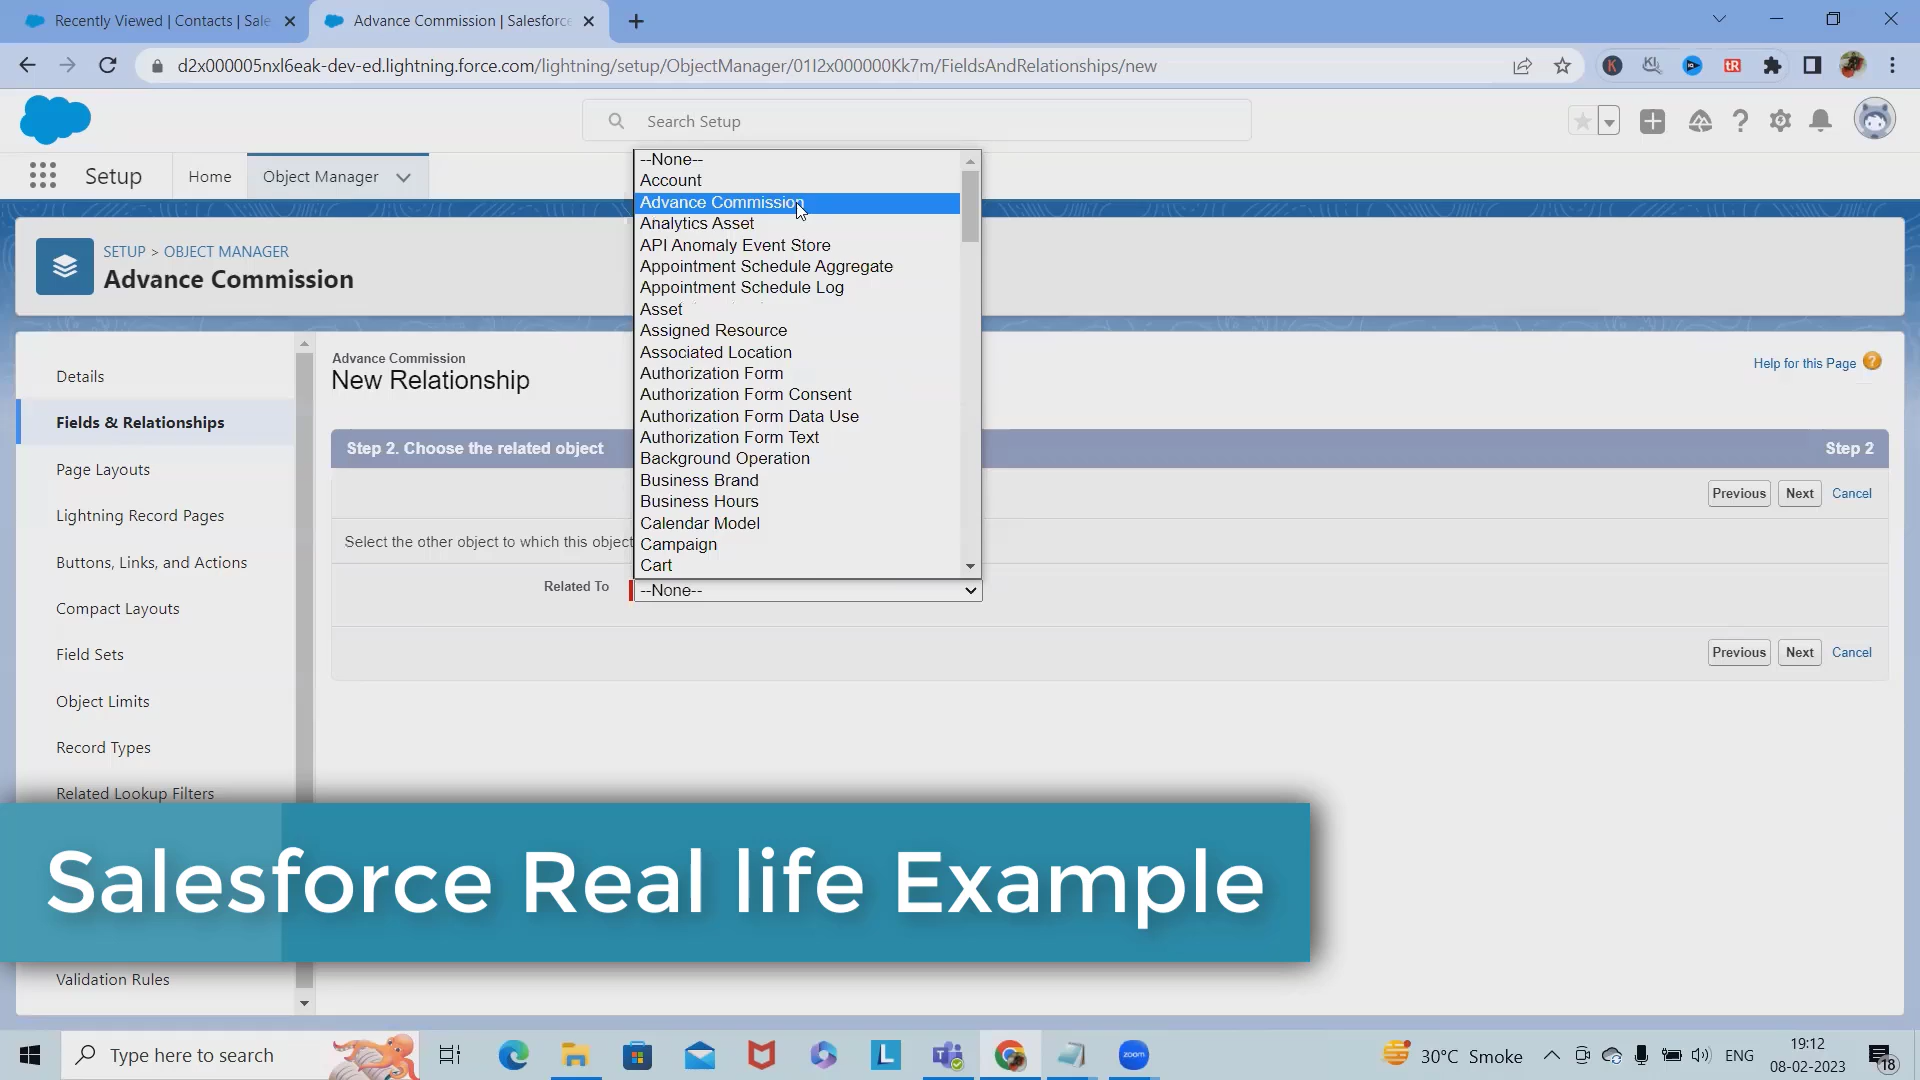 Recently Viewed | Contacts | Sale
Advance Commission | Salesforce
d2x000005nxl6eak-dev-ed.lightning.force.com/lightning/setup/ObjectManager/01I2x000000Kk7m/FieldsAndRelationships/new
Search Setup
Setup
Home
Object Manager
SETUP > OBJECT MANAGER
Advance Commission
Details
Fields & Relationships
Page Layouts
Lightning Record Pages
Buttons, Links, and Actions
Compact Layouts
Field Sets
Object Limits
Record Types
Related Lookup Filters
Validation Rules
Advance Commission
New Relationship
Help for this Page
Step 2. Choose the related object
Step 2
Previous
Next
Cancel
Select the other object to which this object
Related To
--None--
--None--
Account
Advance Commission
Analytics Asset
API Anomaly Event Store
Appointment Schedule Aggregate
Appointment Schedule Log
Asset
Assigned Resource
Associated Location
Authorization Form
Authorization Form Consent
Authorization Form Data Use
Authorization Form Text
Background Operation
Business Brand
Business Hours
Calendar Model
Campaign
Cart
Previous
Next
Cancel
Salesforce Real life Example
Type here to search
zoom
30°C Smoke
ENG
19:12
08-02-2023
18